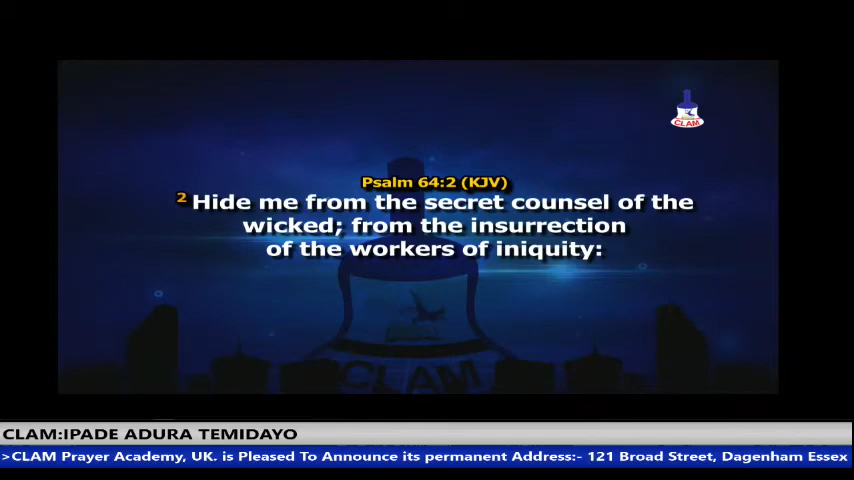 CLAM
Psalm 64:2 (KJV)
2 Hide me from the secret counsel of the
wicked; from the insurrection
of the workers of iniquity:
CLAM
CLAM:IPADE ADURA TEMIDAYO
>CLAM Prayer Academy, UK. is Pleased To Announce its permanent Address:- 121 Broad Street, Dagenham Essex